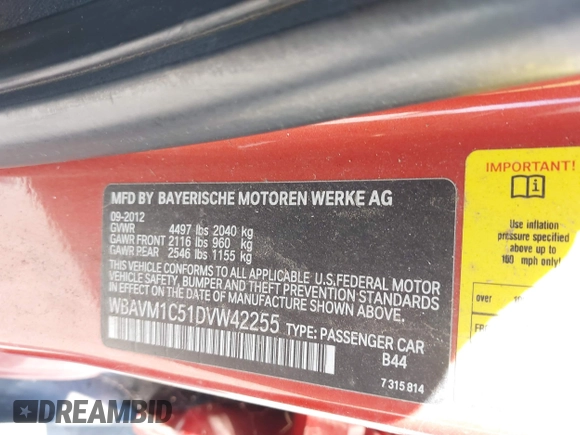 MFD BY BAYERISCHE MOTOREN WERKE AG
09-2012
GVWR 4497 lbs 2040 kg
GAWR FRONT 2116 lbs 960 kg
GAWR REAR 2546 lbs 1155 kg
THIS VEHICLE CONFORMS TO ALL APPLICABLE U.S.FEDERAL MOTOR
VEHICLE SAFETY, BUMPER AND THEFT PREVENTION STANDARDS
IN EFFECT ON THE DATE OF MANUFACTURE SHOWN ABOVE.
WBAVM1C51DVW42255 TYPE: PASSENGER CAR
B44
7 315 814
IMPORTANT!
Use inflation
pressure specified
above up to
100 mph only!
over
DREAMBID